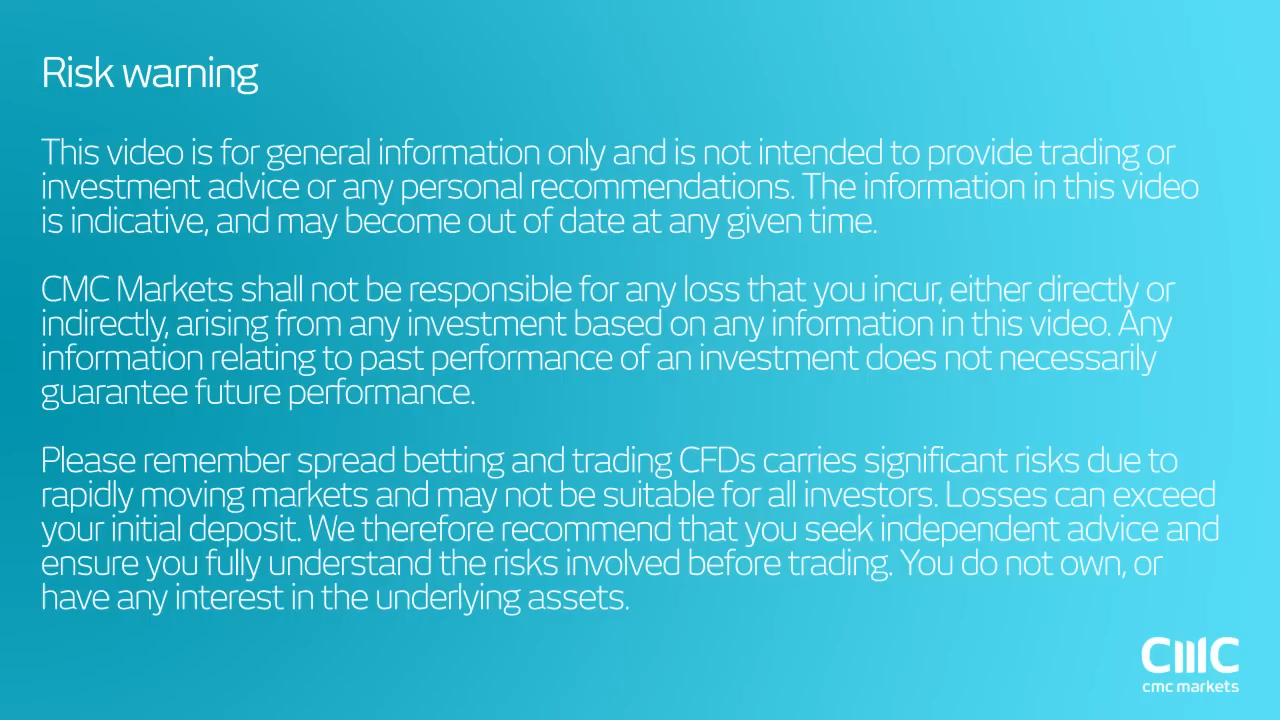 Risk warning
This video is for general information only and is not intended to provide trading or
investment advice or any personal recommendations. The information in this video
is indicative, and may become out of date at any given time.
CMC Markets shall not be responsible for any loss that you incur, either directly or
indirectly, arising from any investment based on any information in this video. Any
information relating to past performance of an investment does not necessarily
guarantee future performance.
Please remember spread betting and trading CFDs carries significant risks due to
rapidly moving markets and may not be suitable for all investors. Losses can exceed
your initial deposit. We therefore recommend that you seek independent advice and
ensure you fully understand the risks involved before trading. You do not own, or
have any interest in the underlying assets.
CMC
cmc markets